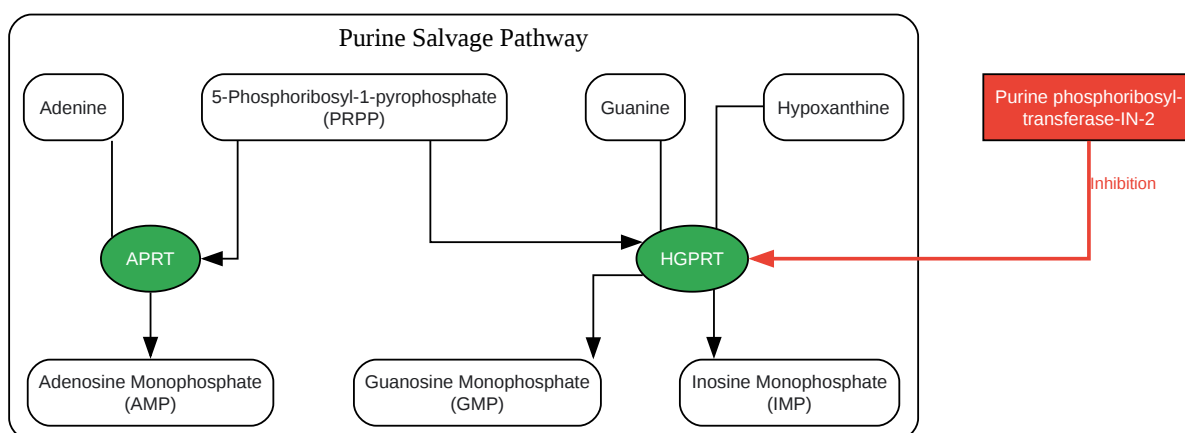 Purine Salvage Pathway
Adenine
5-Phosphoribosyl-1-pyrophosphate
(PRPP)
Guanine
Hypoxanthine
Purine phosphoribosyl-
transferase-IN-2
Inhibition
APRT
HGPRT
Adenosine Monophosphate
(AMP)
Guanosine Monophosphate
(GMP)
Inosine Monophosphate
(IMP)